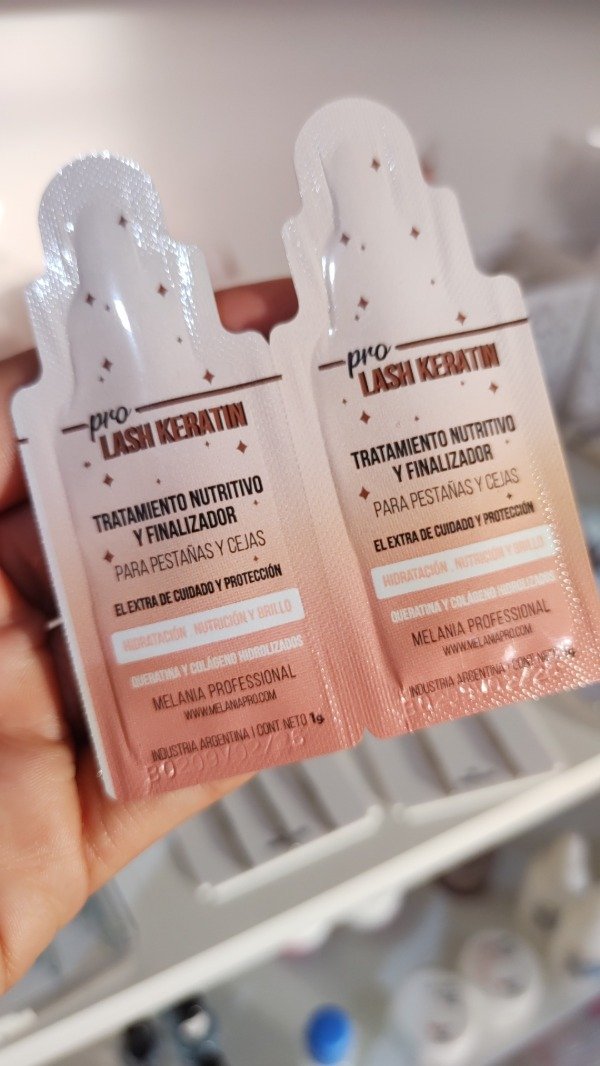 pro
LASH KERATIN
TRATAMIENTO NUTRITIVO
Y FINALIZADOR
PARA PESTAÑAS Y CEJAS
EL EXTRA DE CUIDADO Y PROTECCIÓN
HIDRATACIÓN . NUTRICIÓN Y BRILLO
QUERATINA Y COLÁGENO HIDROLIZADOS
MELANIA PROFESSIONAL
WWW.MELANIAPRO.COM
INDUSTRIA ARGENTINA | CONT. NETO 1g
pro
LASH KERATIN
TRATAMIENTO NUTRITIVO
Y FINALIZADOR
PARA PESTAÑAS Y CEJAS
EL EXTRA DE CUIDADO Y PROTECCIÓN
HIDRATACIÓN . NUTRICIÓN Y BRILLO
QUERATINA Y COLÁGENO HIDROLIZADOS
MELANIA PROFESSIONAL
WWW.MELANIAPRO.COM
INDUSTRIA ARGENTINA | CONT. NETO